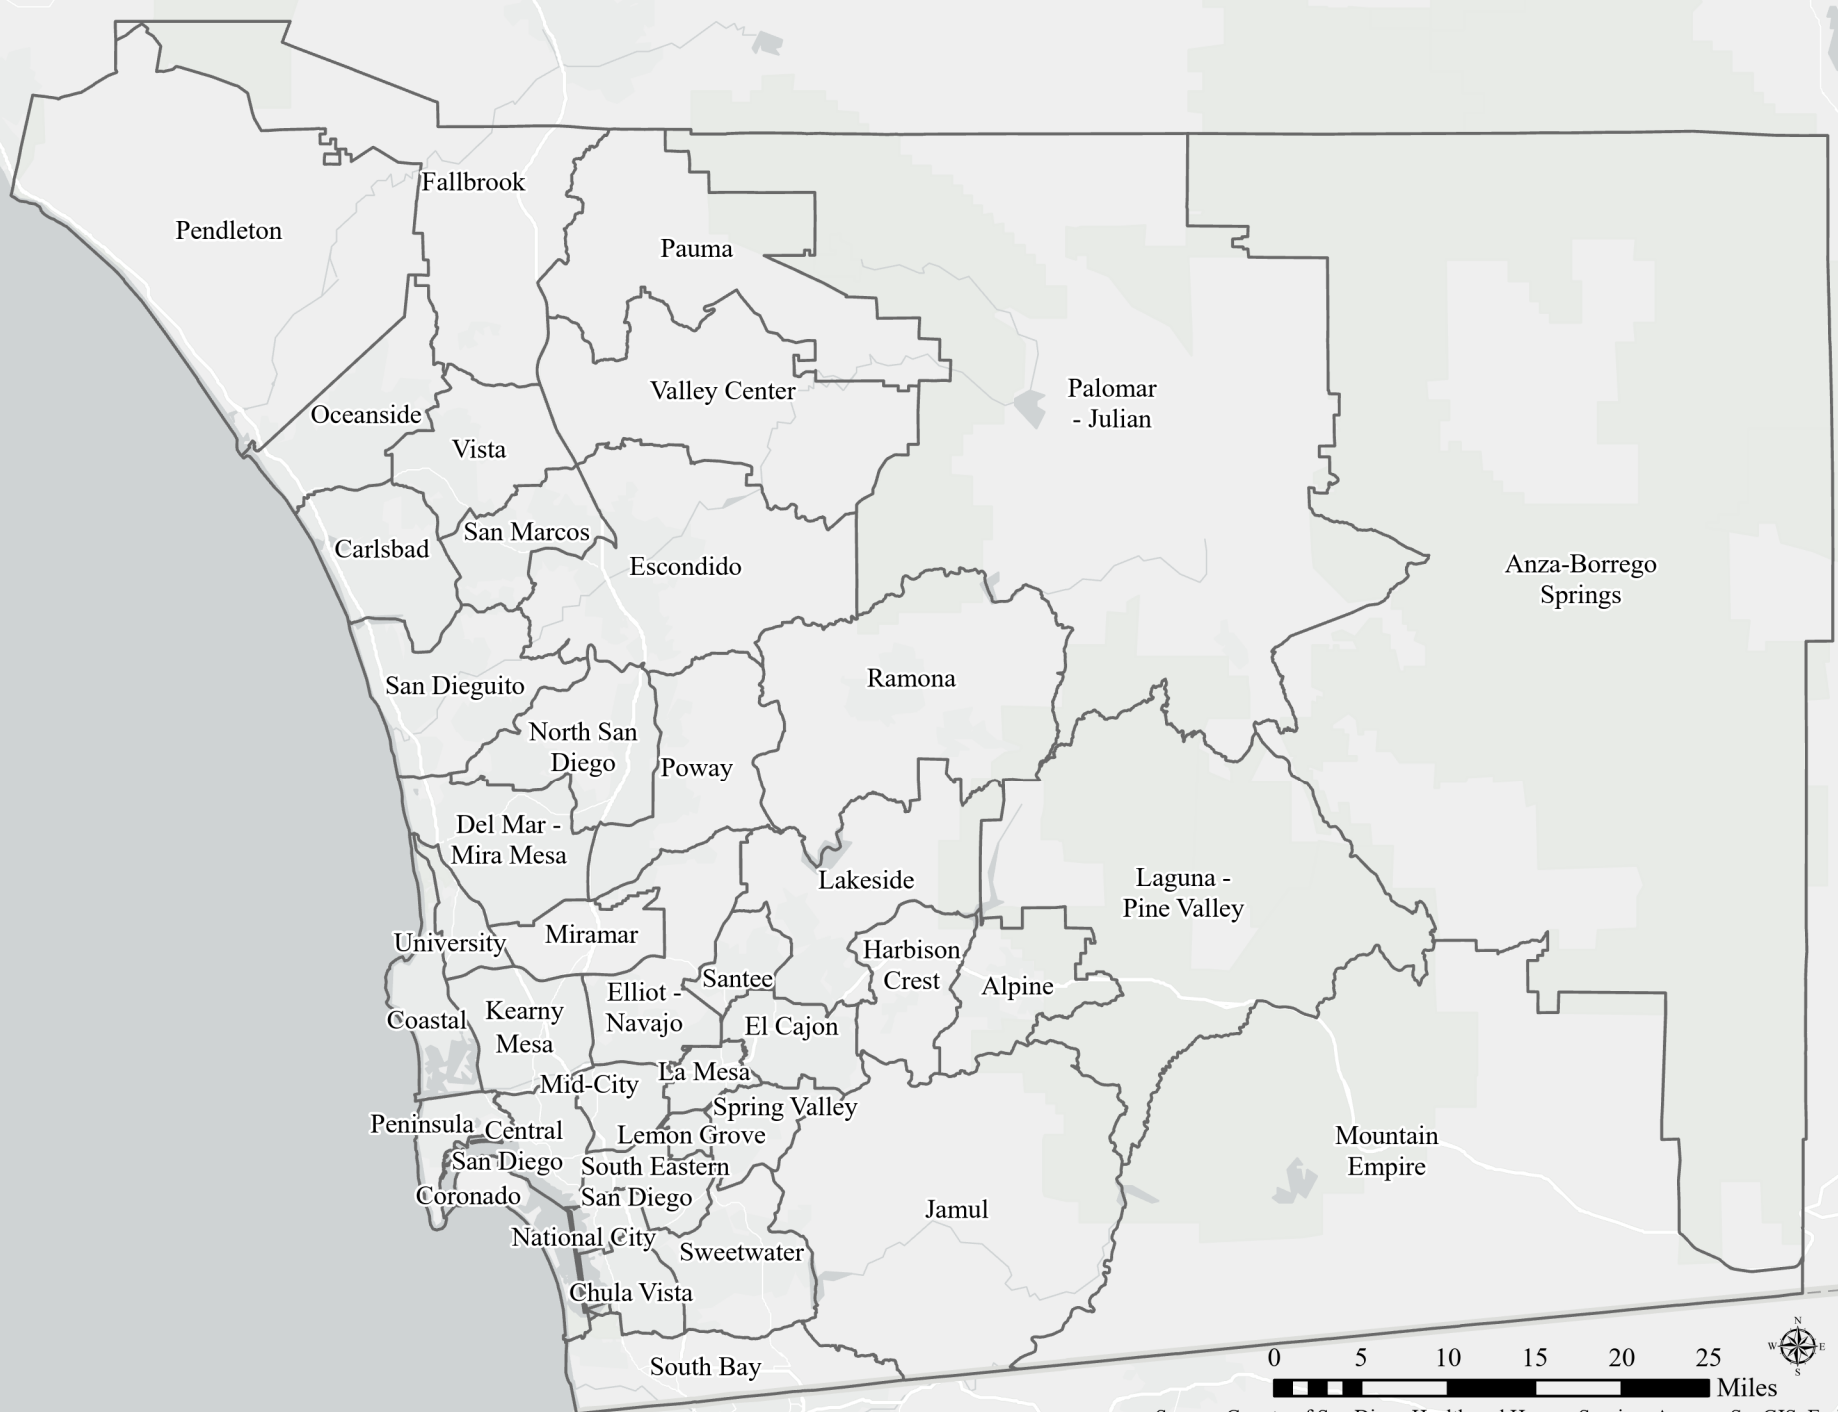 Fallbrook
Pendleton
Pauma
Valley Center
Palomar
- Julian
Oceanside
Vista
San Marcos
Carlsbad
Escondido
Anza-Borrego
Springs
San Dieguito
Ramona
North San
Diego
Poway
Del Mar -
Mira Mesa
Lakeside
Laguna -
Pine Valley
University
Miramar
Harbison
Crest
Santee
Alpine
Elliot -
Navajo
Kearny
Mesa
Coastal
El Cajon
La Mesa
Mid-City
Spring Valley
Peninsula
Central
San Diego
Lemon Grove
Mountain
Empire
South Eastern
San Diego
Coronado
Jamul
National City
Sweetwater
Chula Vista
South Bay
N
W E
S
0 5 10 15 20 25
Miles